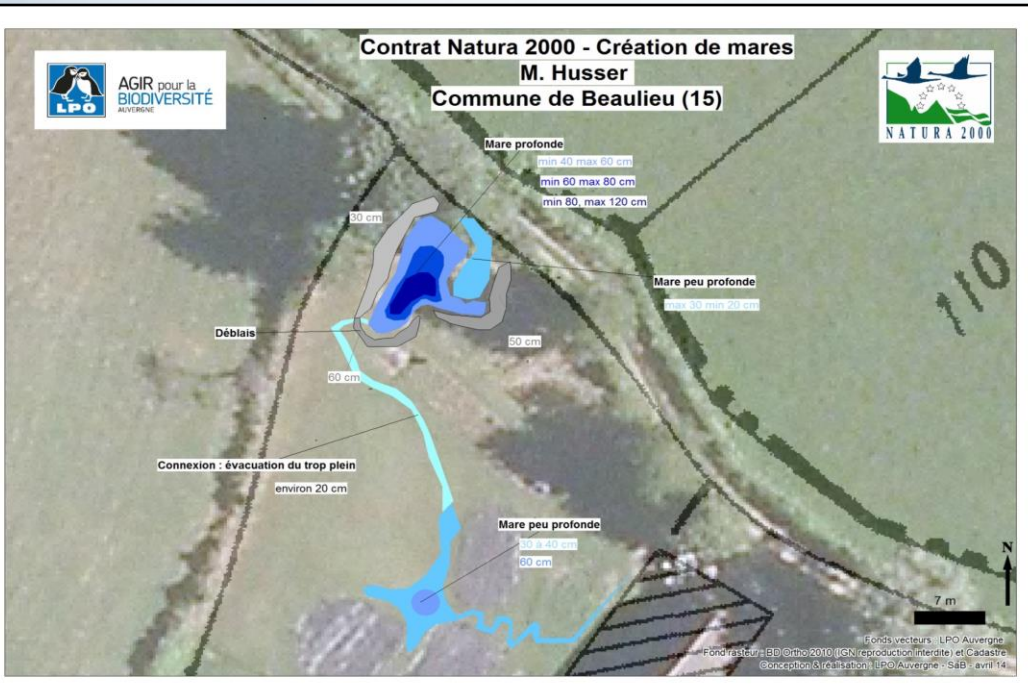 Contrat Natura 2000 - Création de mares
M. Husser
Commune de Beaulieu (15)
LPO
AGIR pour la
BIODIVERSITÉ
AUVERGNE
NATURA 2000
Mare profonde
min 40 max 60 cm
min 60 max 80 cm
min 80, max 120 cm
30 cm
Mare peu profonde
max 30 min 20 cm
110
Déblais
50 cm
60 cm
Connexion : évacuation du trop plein
environ 20 cm
Mare peu profonde
30 à 40 cm
60 cm
N
7 m
Fonds vecteurs : LPO Auvergne
Fond raster : BD Ortho 2010 (IGN reproduction interdite) et Cadastre
Conception & réalisation : LPO Auvergne - SaB - avril 14